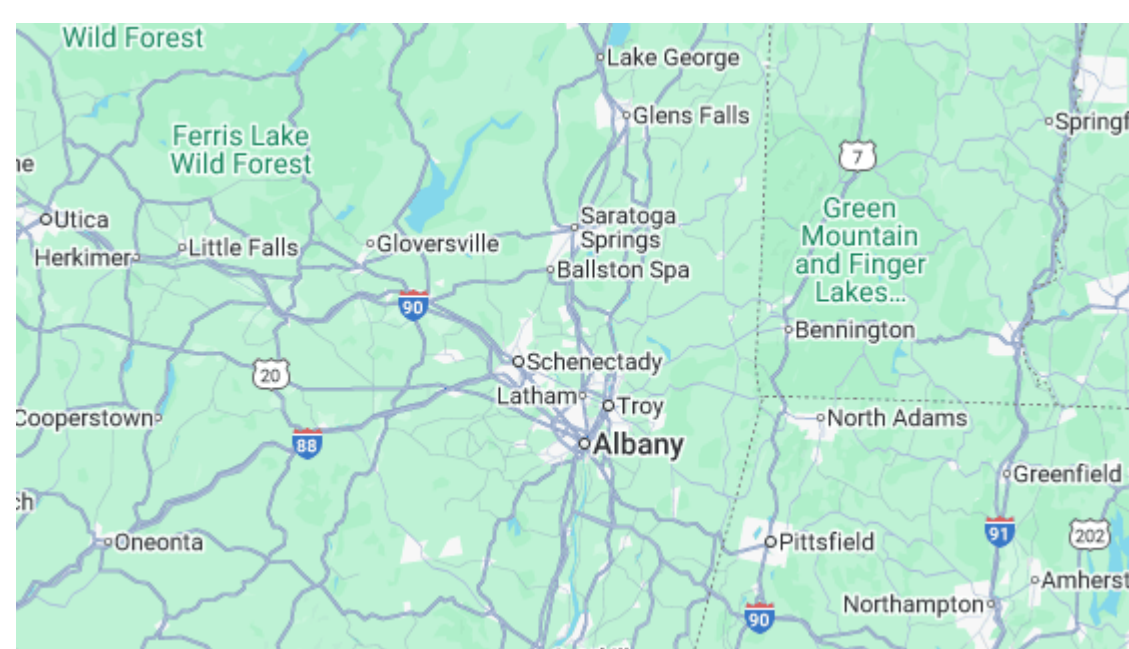 Wild Forest
Lake George
Glens Falls
Springf
Ferris Lake
Wild Forest
7
ne
Utica
Saratoga
Springs
Green
Mountain
and Finger
Lakes...
Herkimer
Little Falls
Gloversville
Ballston Spa
90
Bennington
20
Schenectady
Latham
Troy
Cooperstown
North Adams
88
Albany
Greenfield
ch
Oneonta
Pittsfield
91
202
Amherst
Northampton
90